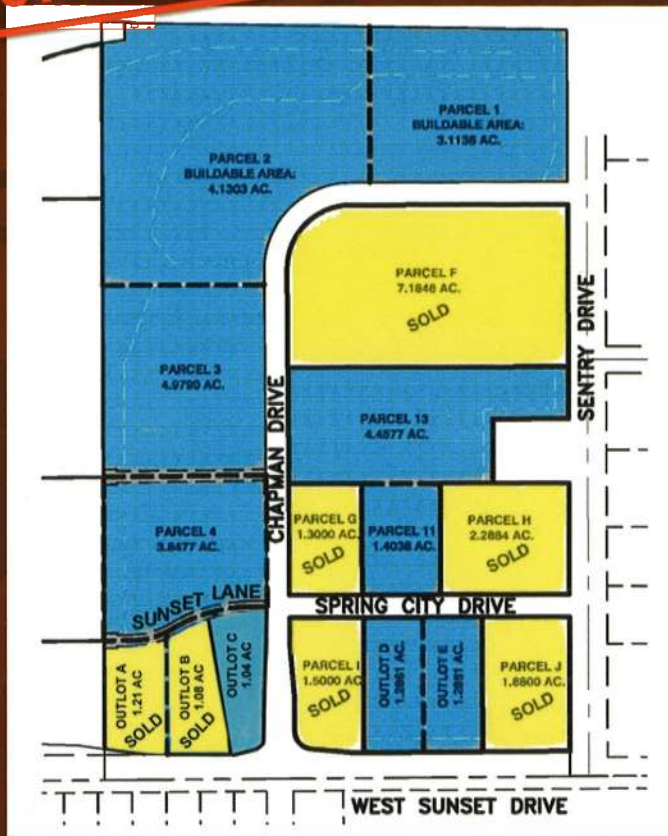 PARCEL 1
BUILDABLE AREA:
3.1136 AC.
PARCEL 2
BUILDABLE AREA:
4.1303 AC.
PARCEL F
7.1846 AC.
SOLD
SENTRY DRIVE
PARCEL 3
4.9790 AC.
CHAPMAN DRIVE
PARCEL 13
4.4577 AC.
PARCEL G
1.3000 AC.
SOLD
PARCEL 11
1.4036 AC.
PARCEL H
2.2884 AC.
SOLD
PARCEL 4
3.8477 AC.
SUNSET LANE
SPRING CITY DRIVE
OUTLOT A
1.21 AC
SOLD
OUTLOT B
1.08 AC
SOLD
OUTLOT C
1.04 AC
PARCEL I
1.5000 AC.
SOLD
OUTLOT D
1.2861 AC.
OUTLOT E
1.2881 AC.
PARCEL J
1.6800 AC.
SOLD
WEST SUNSET DRIVE